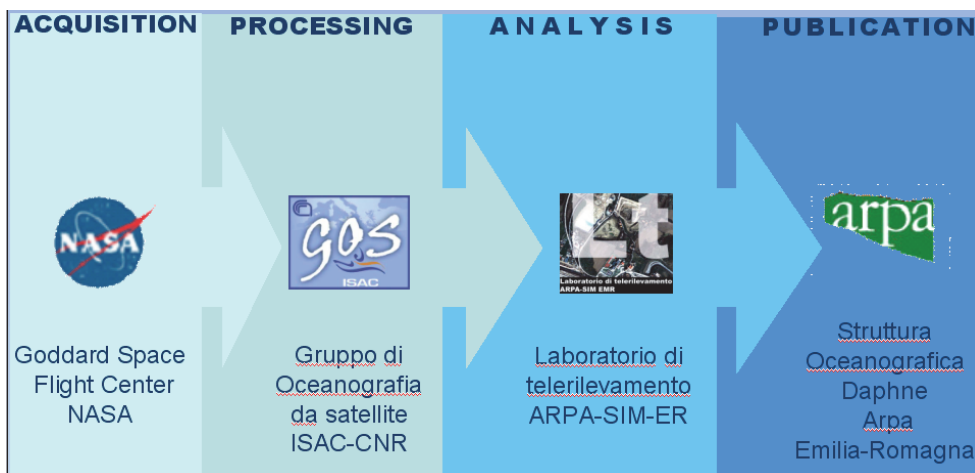 ACQUISITION
PROCESSING
ANALYSIS
PUBLICATION
NASA
GOS
ISAC
Lt
Laboratorio di telerilevamento
ARPA-SIM EMR
arpa
Goddard Space
Flight Center
NASA
Gruppo di
Oceanografia
da satellite
ISAC-CNR
Laboratorio di
telerilevamento
ARPA-SIM-ER
Struttura
Oceanografica
Daphne
Arpa
Emilia-Romagna